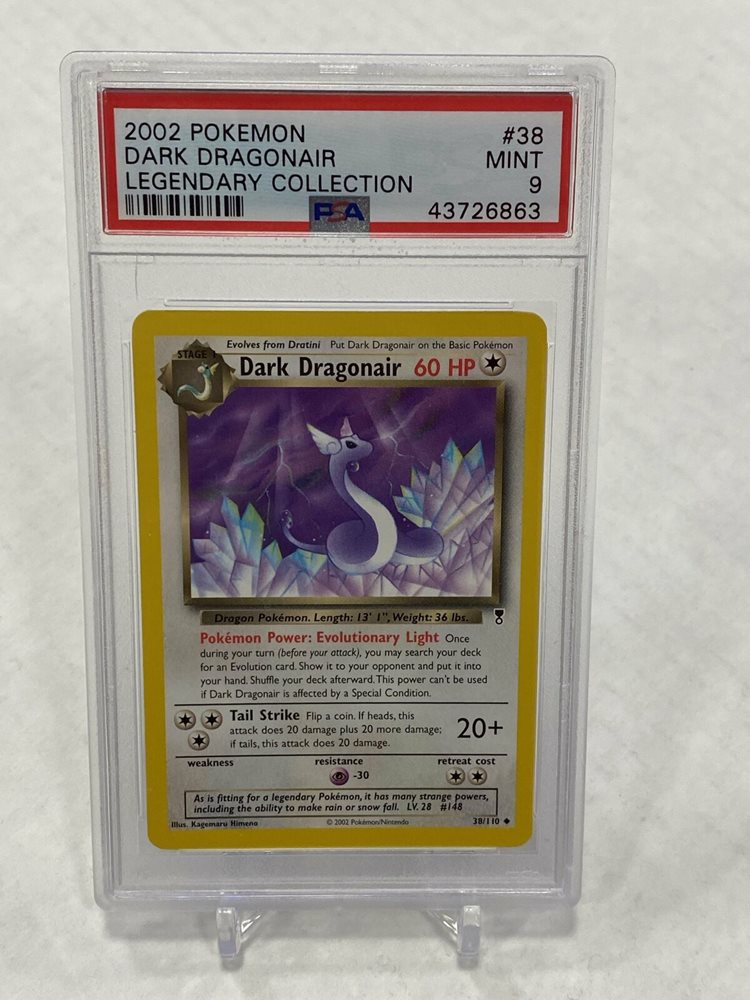 2002 POKEMON #38
DARK DRAGONAIR MINT
LEGENDARY COLLECTION 9
PSA 43726863
Evolves from Dratini Put Dark Dragonair on the Basic Pokémon
STAGE 1
Dark Dragonair 60 HP
Dragon Pokémon. Length: 13' 1", Weight: 36 lbs.
Pokémon Power: Evolutionary Light Once
during your turn (before your attack), you may search your deck
for an Evolution card. Show it to your opponent and put it into
your hand. Shuffle your deck afterward. This power can't be used
if Dark Dragonair is affected by a Special Condition.
Tail Strike Flip a coin. If heads, this
attack does 20 damage plus 20 more damage;
if tails, this attack does 20 damage.
20+
weakness resistance retreat cost
-30
As is fitting for a legendary Pokémon, it has many strange powers,
including the ability to make rain or snow fall. LV. 28 #148
Illus. Kagemaru Himeno © 2002 Pokémon/Nintendo 38/110